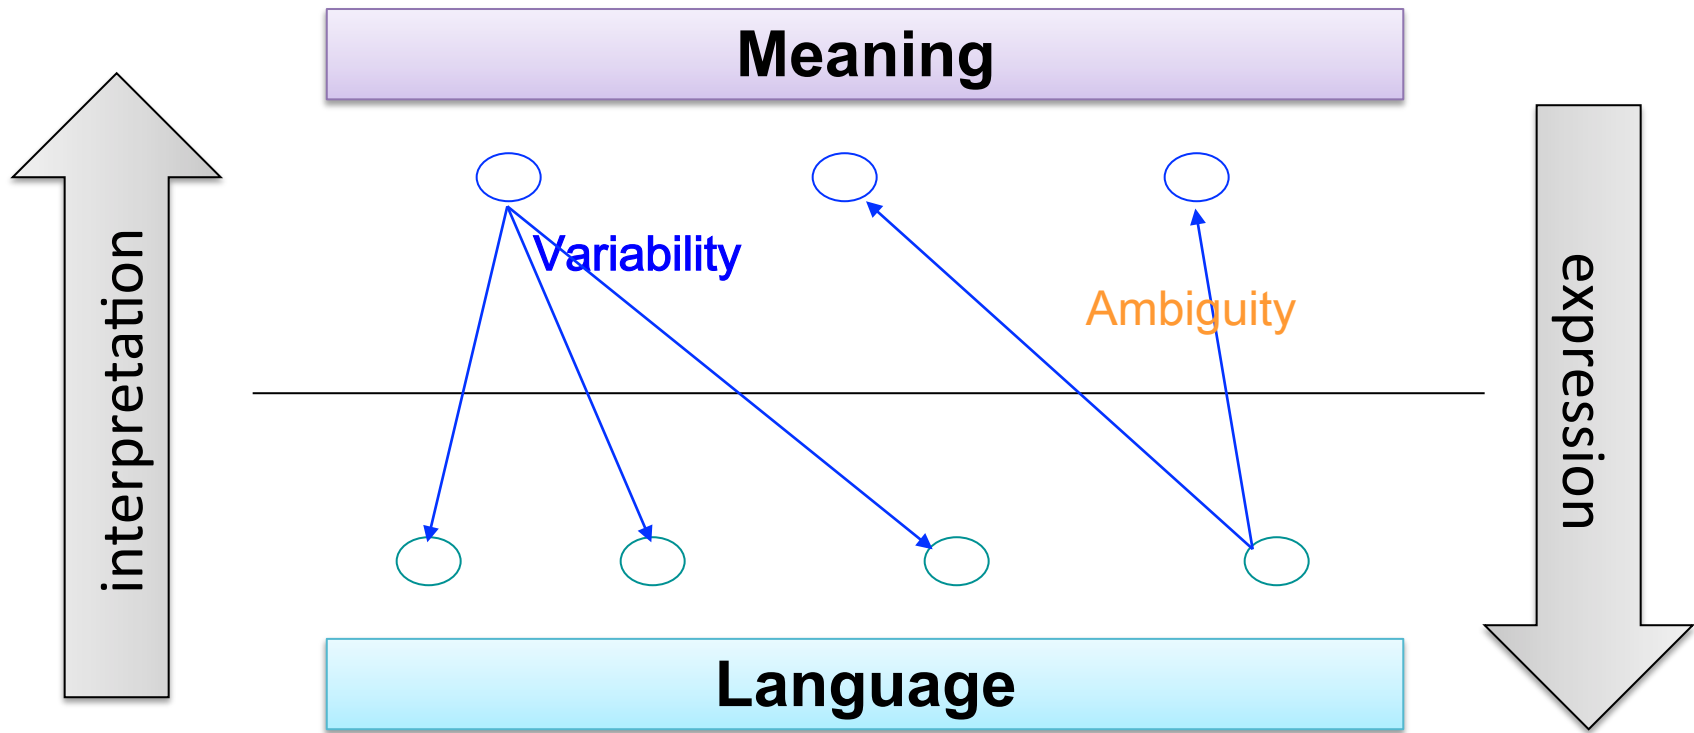 Meaning
interpretation
Variability
Ambiguity
expression
Language